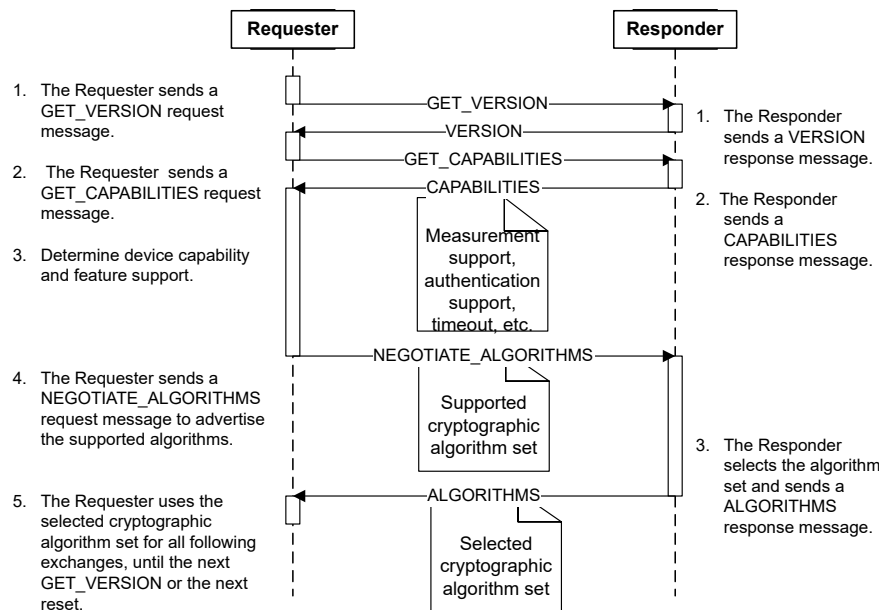 Requester
Responder
1. The Requester sends a
GET_VERSION request
message.
2. The Requester sends a
GET_CAPABILITIES request
message.
3. Determine device capability
and feature support.
4. The Requester sends a
NEGOTIATE_ALGORITHMS
request message to advertise
the supported algorithms.
5. The Requester uses the
selected cryptographic
algorithm set for all following
exchanges, until the next
GET_VERSION or the next
reset.
GET_VERSION
VERSION
GET_CAPABILITIES
CAPABILITIES
Measurement
support,
authentication
support,
timeout, etc.
NEGOTIATE_ALGORITHMS
Supported
cryptographic
algorithm set
ALGORITHMS
Selected
cryptographic
algorithm set
1. The Responder
sends a VERSION
response message.
2. The Responder
sends a
CAPABILITIES
response message.
3. The Responder
selects the algorithm
set and sends a
ALGORITHMS
response message.